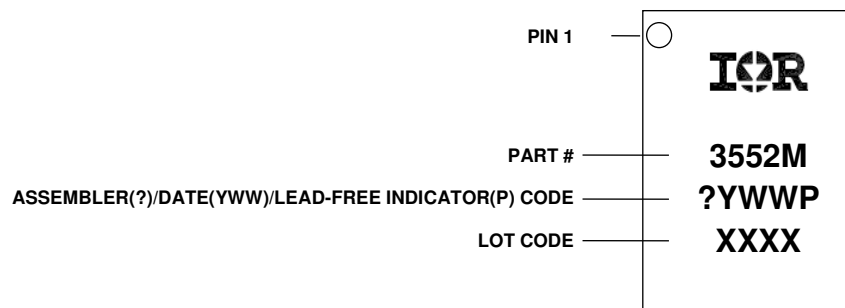 PIN 1
IOR
PART # 3552M
ASSEMBLER(?)/DATE(YWW)/LEAD-FREE INDICATOR(P) CODE ?YWWP
LOT CODE XXXX